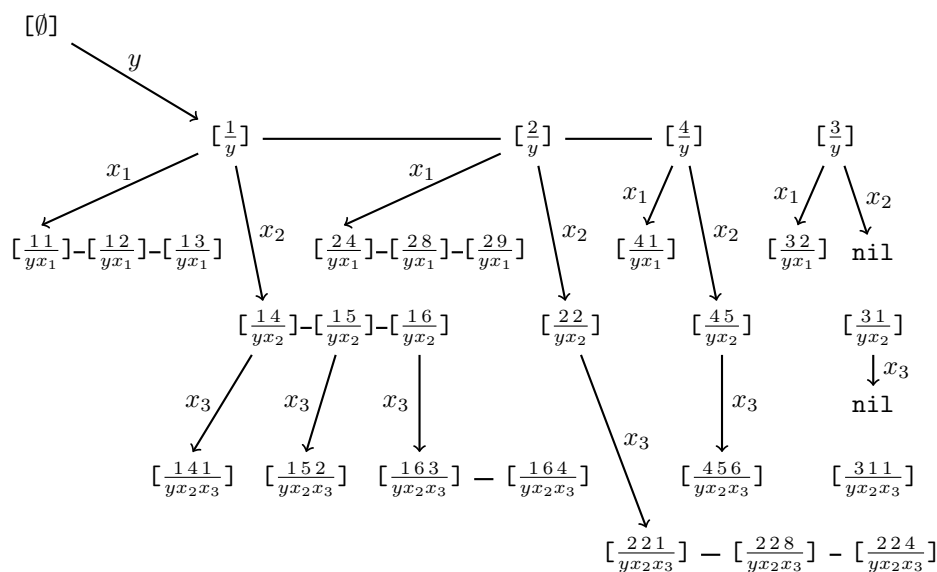 [∅]
y
[1/y] [2/y] [4/y] [3/y]
x₁ x₁ x₁ x₁ x₂
x₂ x₂ x₂
[11/yx₁]–[12/yx₁]–[13/yx₁] [24/yx₁]–[28/yx₁]–[29/yx₁] [41/yx₁] [32/yx₁] nil
[14/yx₂]–[15/yx₂]–[16/yx₂] [22/yx₂] [45/yx₂] [31/yx₂]
x₃
x₃ x₃ x₃ x₃ nil
x₃
[141/yx₂x₃] [152/yx₂x₃] [163/yx₂x₃] – [164/yx₂x₃] [456/yx₂x₃] [311/yx₂x₃]
[221/yx₂x₃] – [228/yx₂x₃] – [224/yx₂x₃]